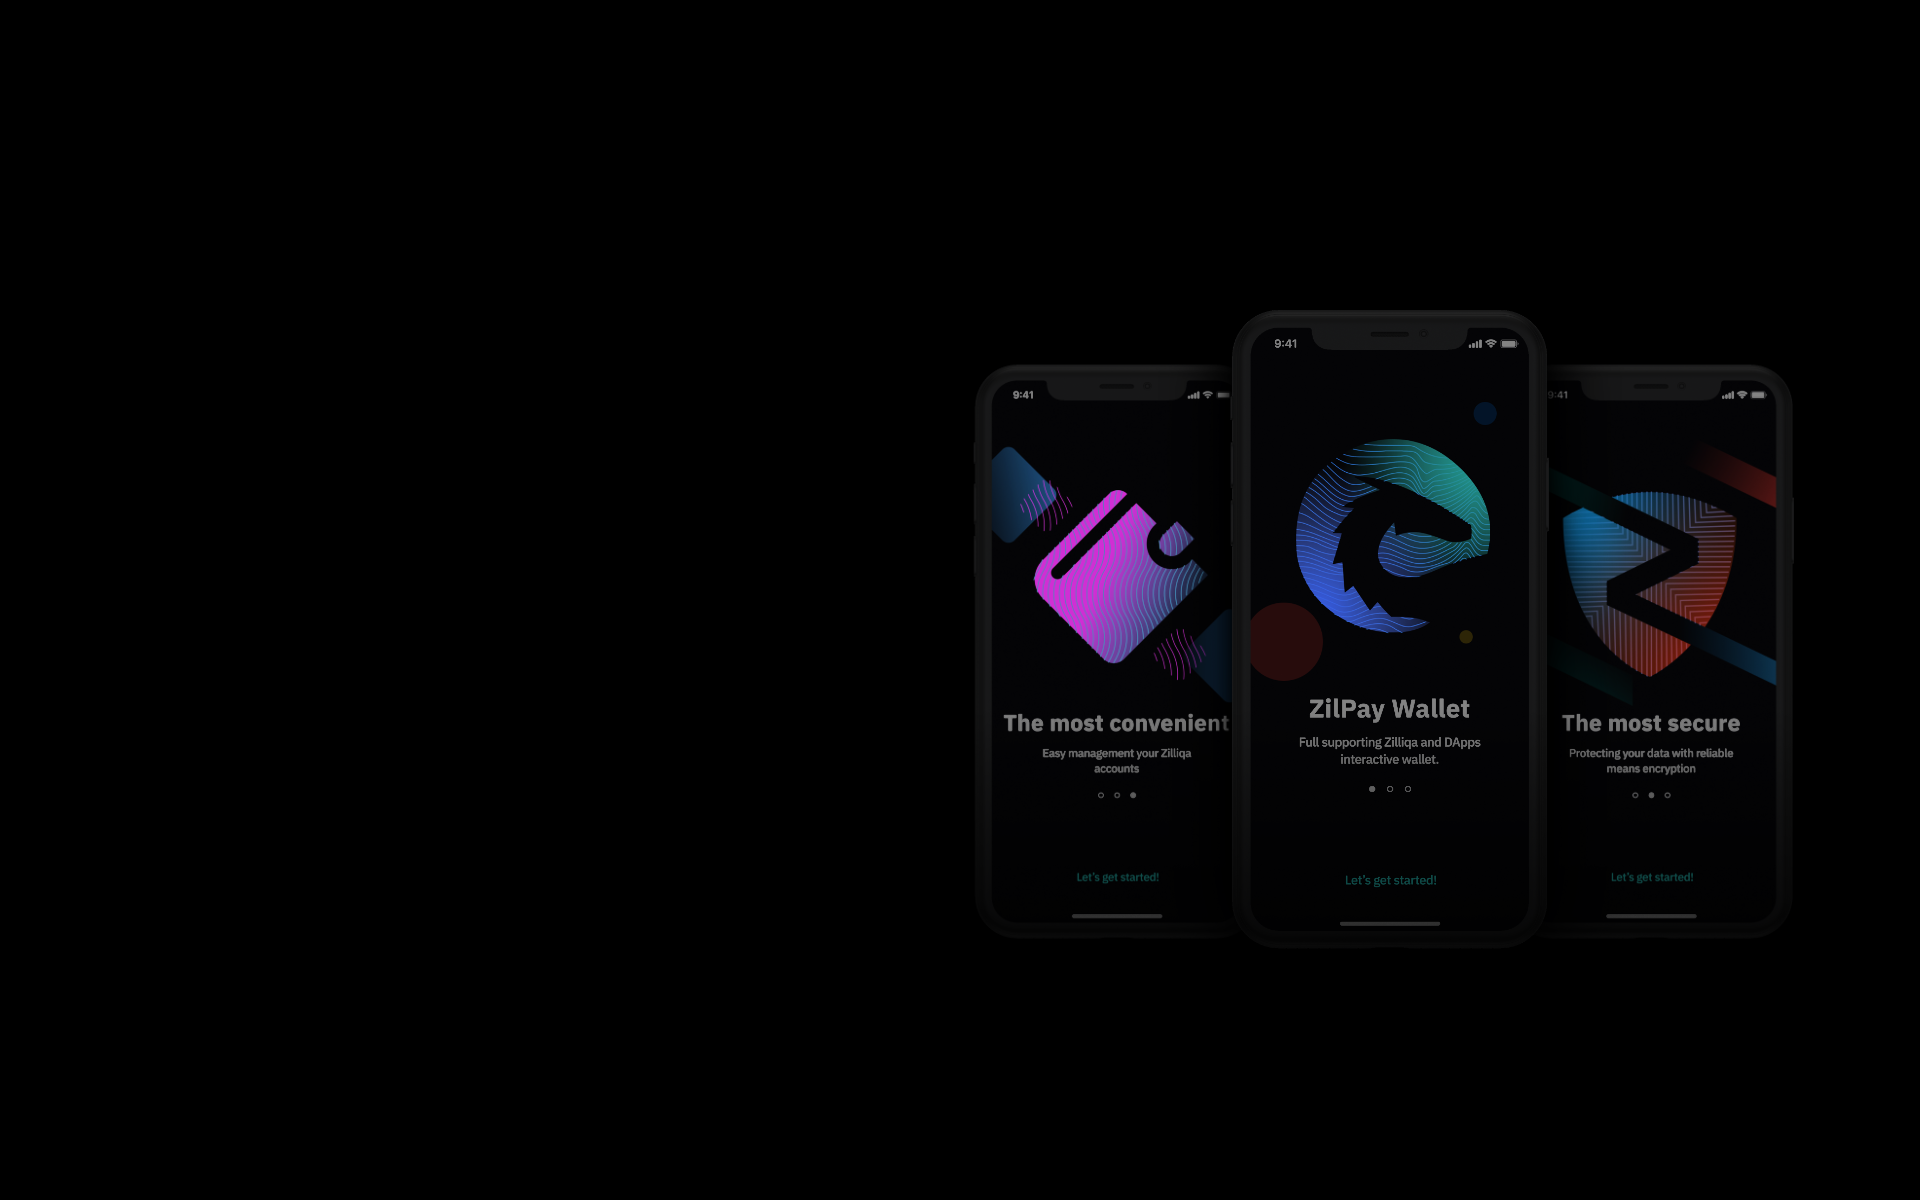 9:41
The most convenient
Easy management your Zilliqa
accounts
Let's get started!
9:41
ZilPay Wallet
Full supporting Zilliqa and DApps
interactive wallet.
Let's get started!
9:41
The most secure
Protecting your data with reliable
means encryption
Let's get started!